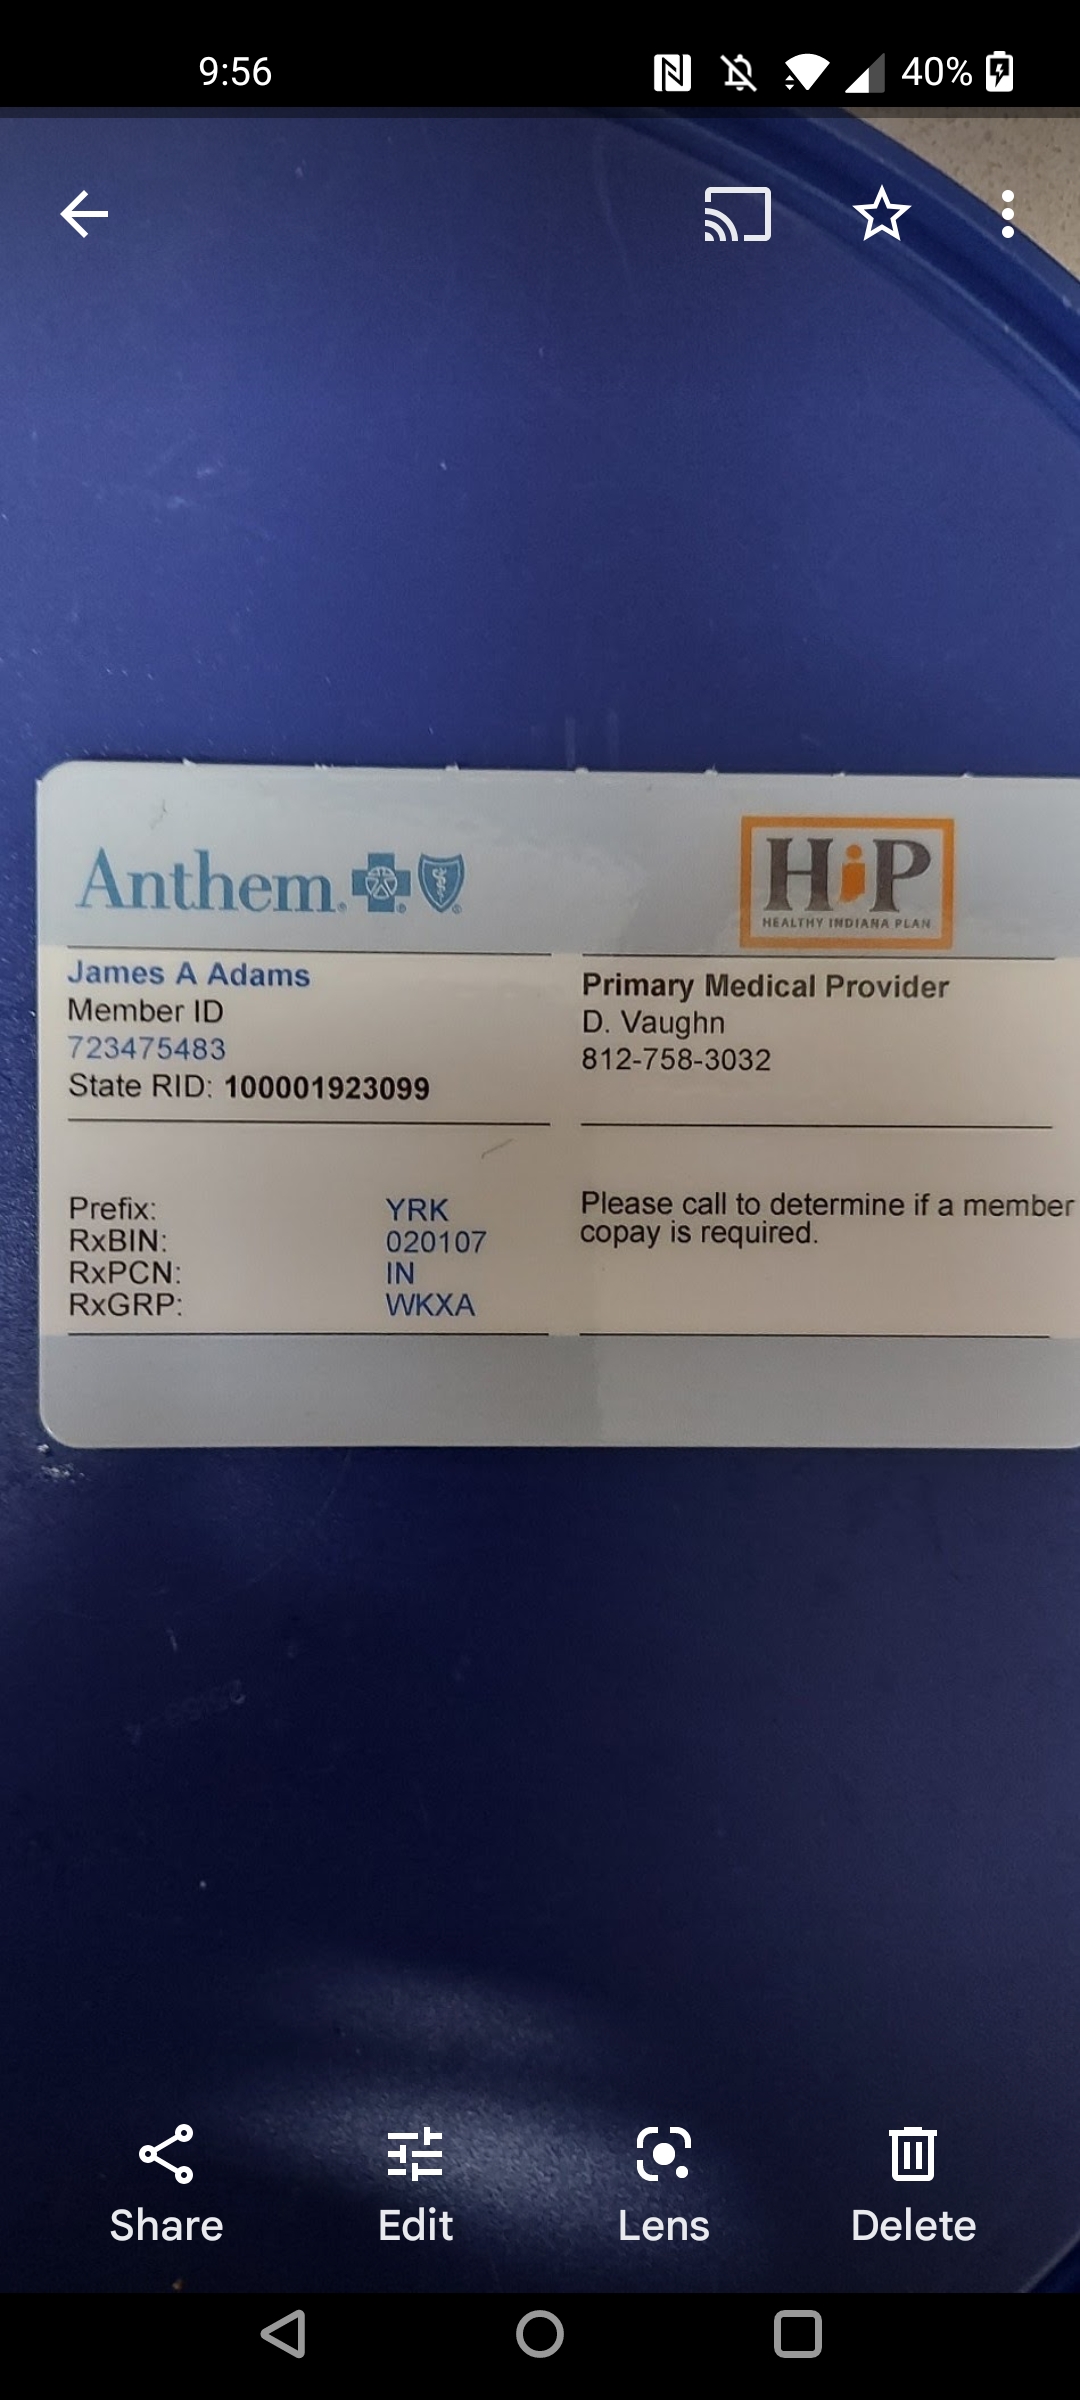 9:56
40%
Anthem
HiP
HEALTHY INDIANA PLAN
James A Adams
Member ID
723475483
State RID: 100001923099
Primary Medical Provider
D. Vaughn
812-758-3032
Prefix: YRK
RxBIN: 020107
RxPCN: IN
RxGRP: WKXA
Please call to determine if a member
copay is required.
Share
Edit
Lens
Delete